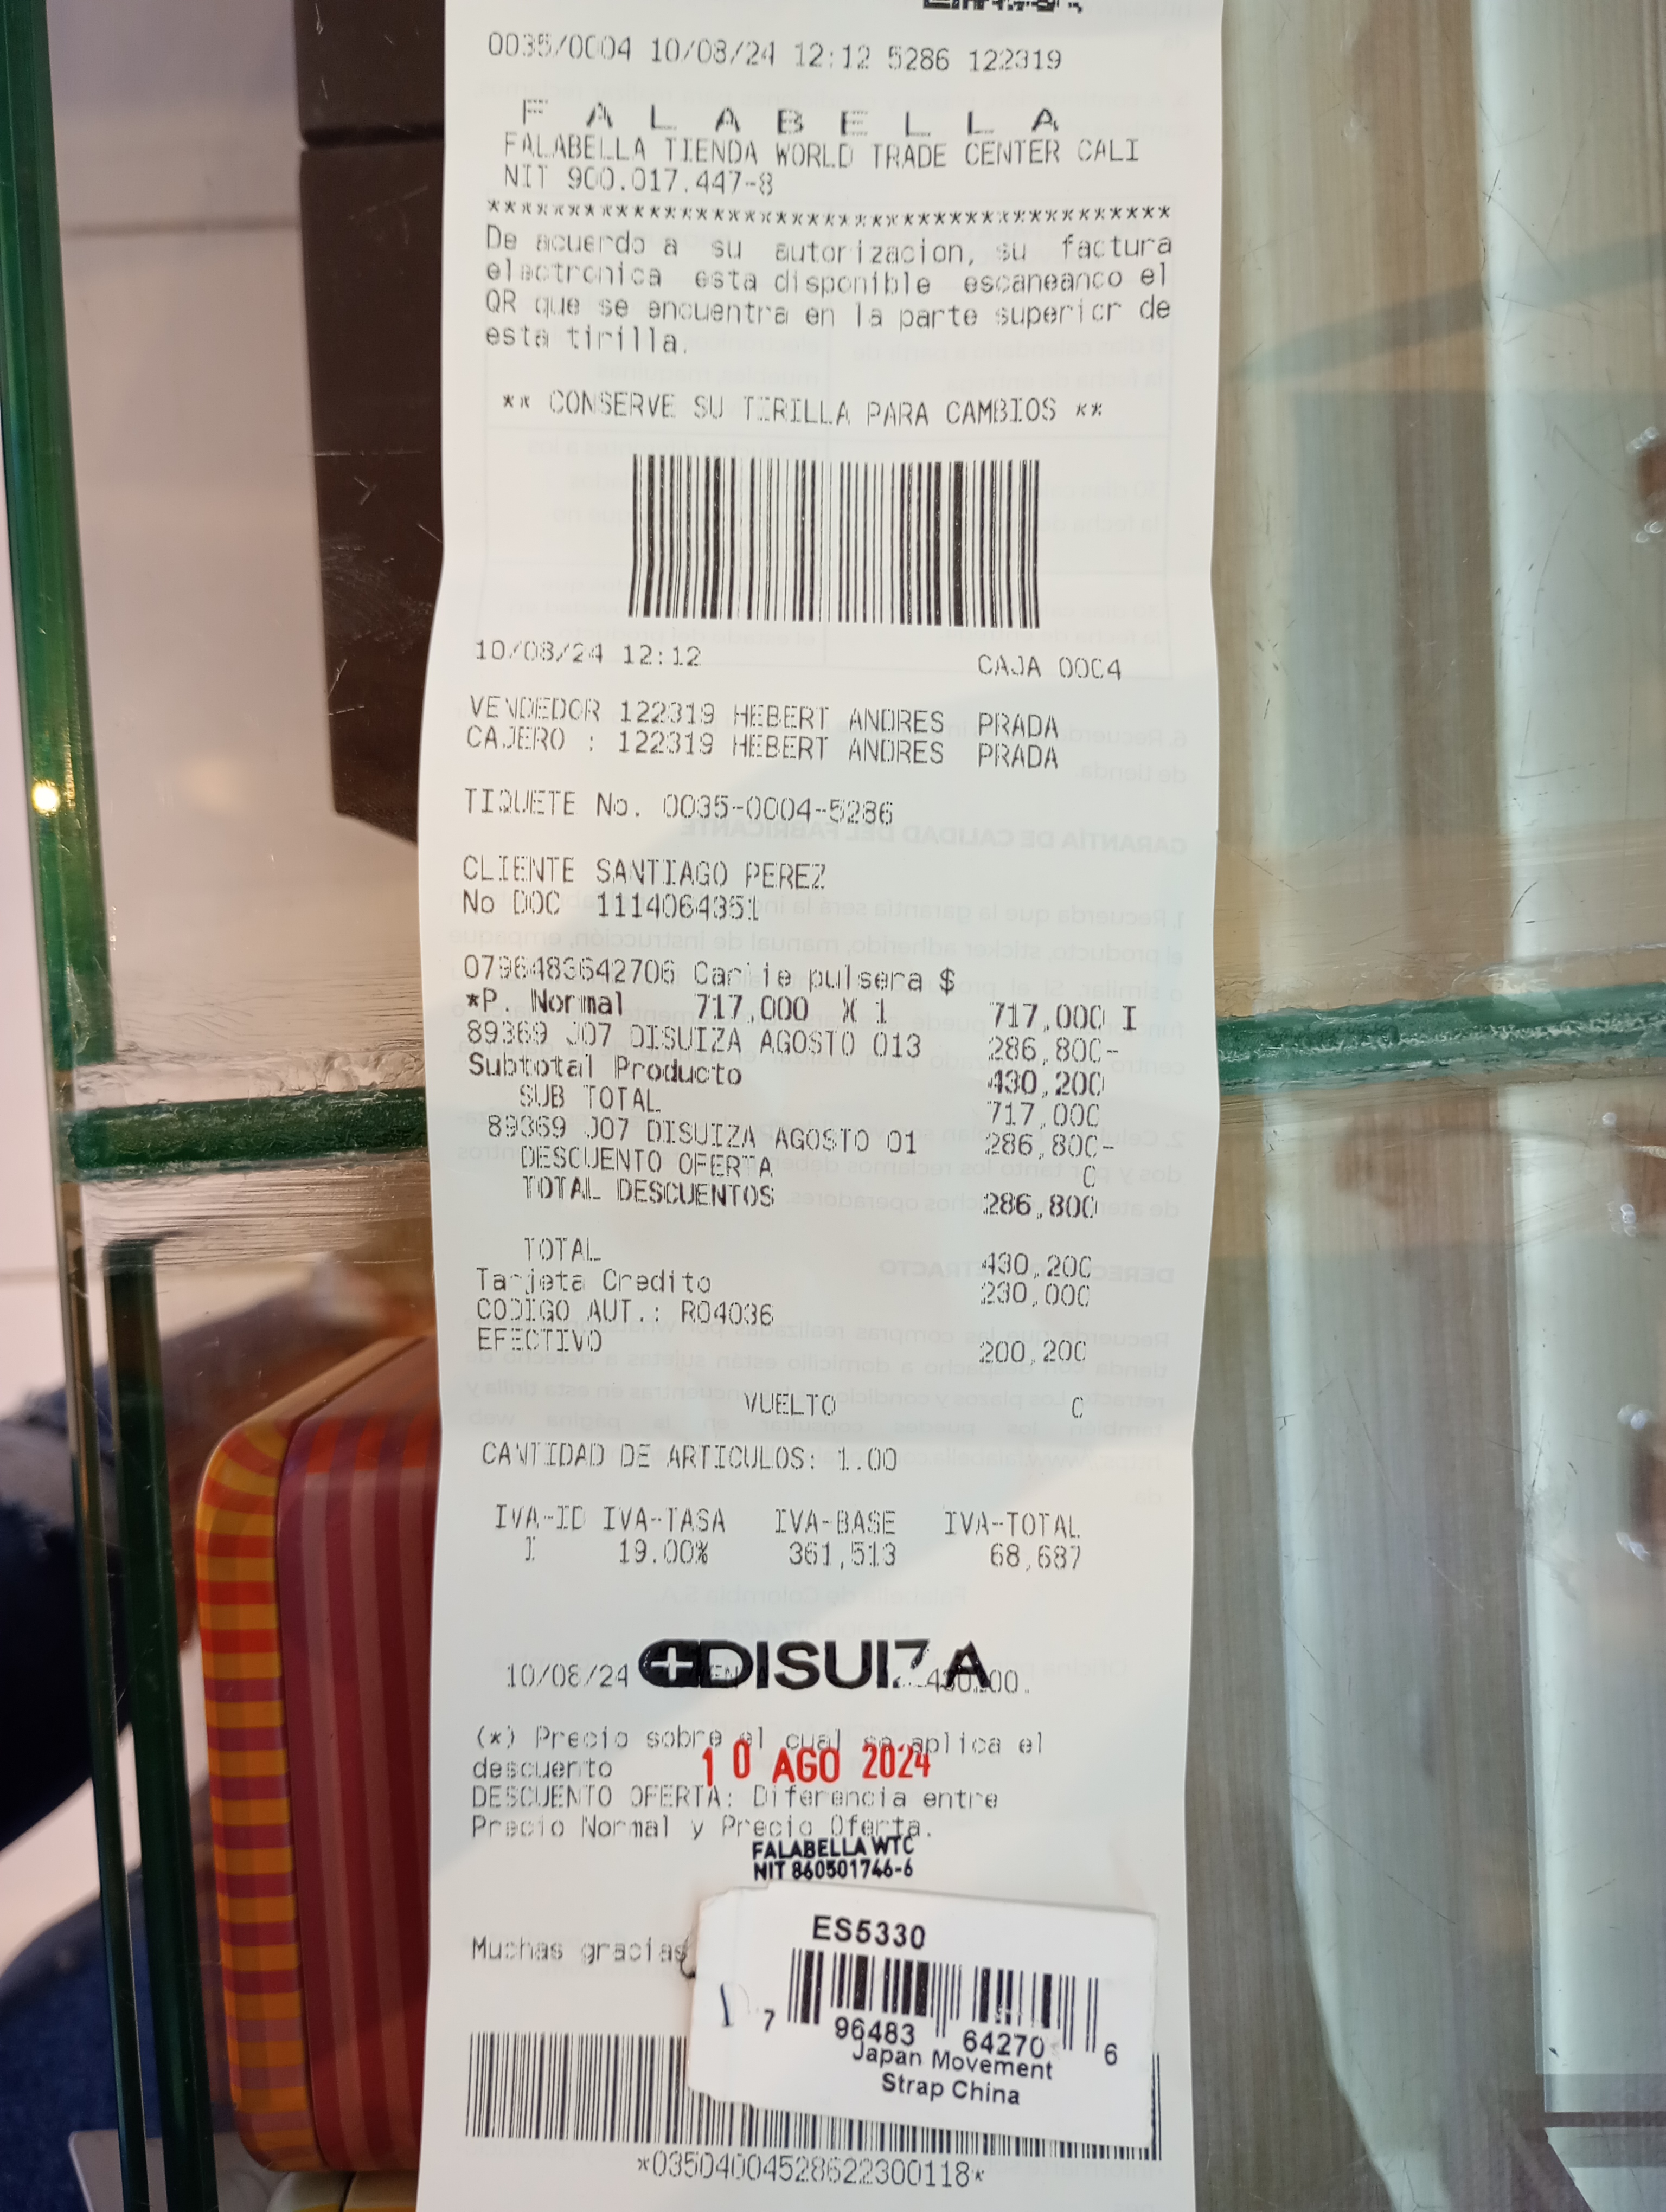 0035/0004 10/08/24 12:12 5286 122319
F A L A B E L L A
FALABELLA TIENDA WORLD TRADE CENTER CALI
NIT 900.017.447-8
*******************************************
De acuerdo a su autorizacion, su factura
electronica esta disponible escaneando el
QR que se encuentra en la parte superior de
esta tirilla.
** CONSERVE SU TIRILLA PARA CAMBIOS **
10/08/24 12:12 CAJA 0004
VENDEDOR 122319 HEBERT ANDRES PRADA
CAJERO : 122319 HEBERT ANDRES PRADA
TIQUETE No. 0035-0004-5286
CLIENTE SANTIAGO PEREZ
No DOC 1114064351
0796483642706 Carlie pulsera $
*P. Normal 717,000 X 1 717,000 I
89369 J07 DISUIZA AGOSTO 013 286,800-
Subtotal Producto 430,200
SUB TOTAL 717,000
89369 J07 DISUIZA AGOSTO 01 286,800-
DESCUENTO OFERTA 0
TOTAL DESCUENTOS 286,800
TOTAL 430,200
Tarjeta Credito 230,000
CODIGO AUT.: R04036
EFECTIVO 200,200
VUELTO 0
CANTIDAD DE ARTICULOS: 1.00
IVA-ID IVA-TASA IVA-BASE IVA-TOTAL
I 19.00% 361,513 68,687
DISUIZA
10/08/24
(*) Precio sobre el cual se aplica el
descuento
10 AGO 2024
DESCUENTO OFERTA: Diferencia entre
Precio Normal y Precio Oferta.
FALABELLA WTC
NIT 860501746-6
Muchas gracias
ES5330
7 96483 64270 6
Japan Movement
Strap China
*03504004528622300118*